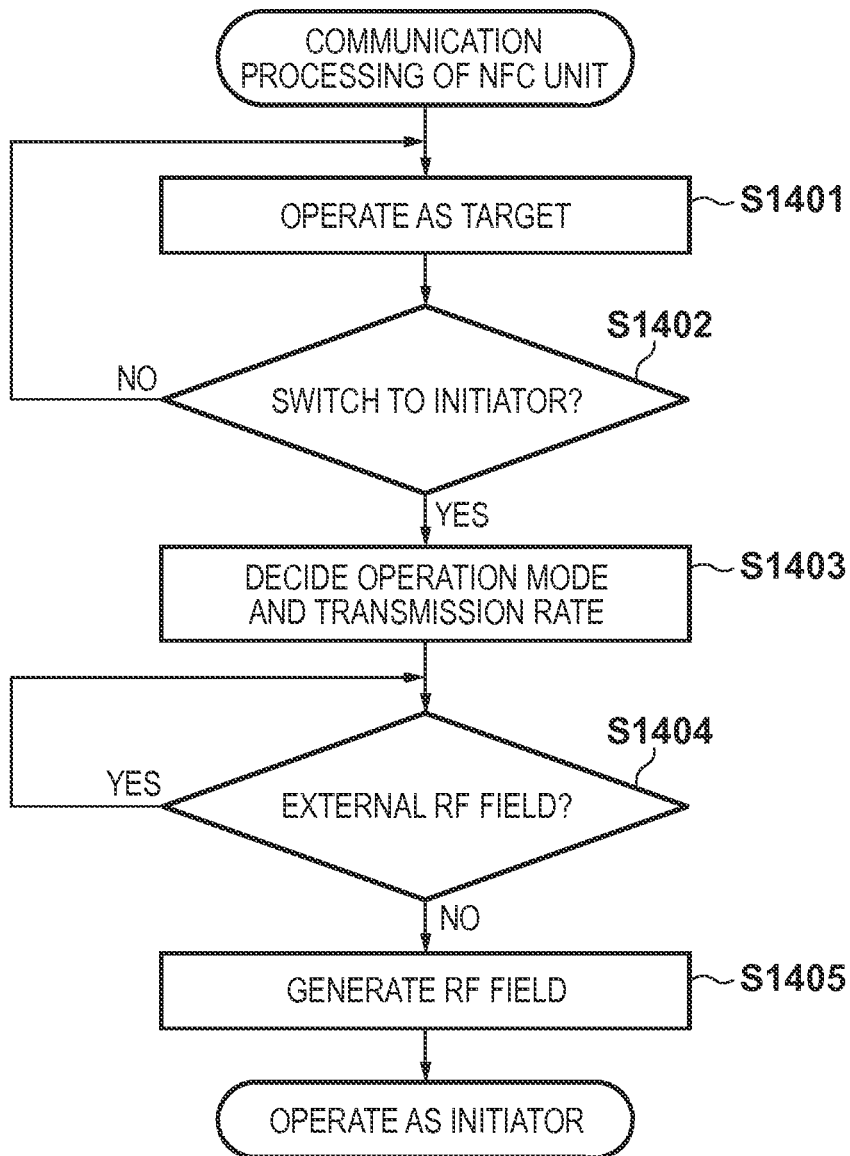 COMMUNICATION
PROCESSING OF NFC UNIT
OPERATE AS TARGET
S1401
S1402
NO
SWITCH TO INITIATOR?
YES
DECIDE OPERATION MODE
AND TRANSMISSION RATE
S1403
S1404
YES
EXTERNAL RF FIELD?
NO
GENERATE RF FIELD
S1405
OPERATE AS INITIATOR